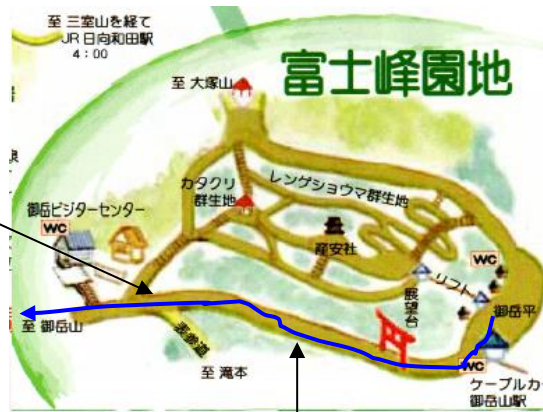 至 三室山を経て
JR 日向和田駅
4：00
富士峰園地
至 大塚山
カタクリ
群生地
レンゲショウマ群生地
御岳ビジターセンター
WC
産安社
WC
リフト
展望台
御岳平
至 御岳山
表参道
至 滝本
WC
ケーブルカ
御岳山駅